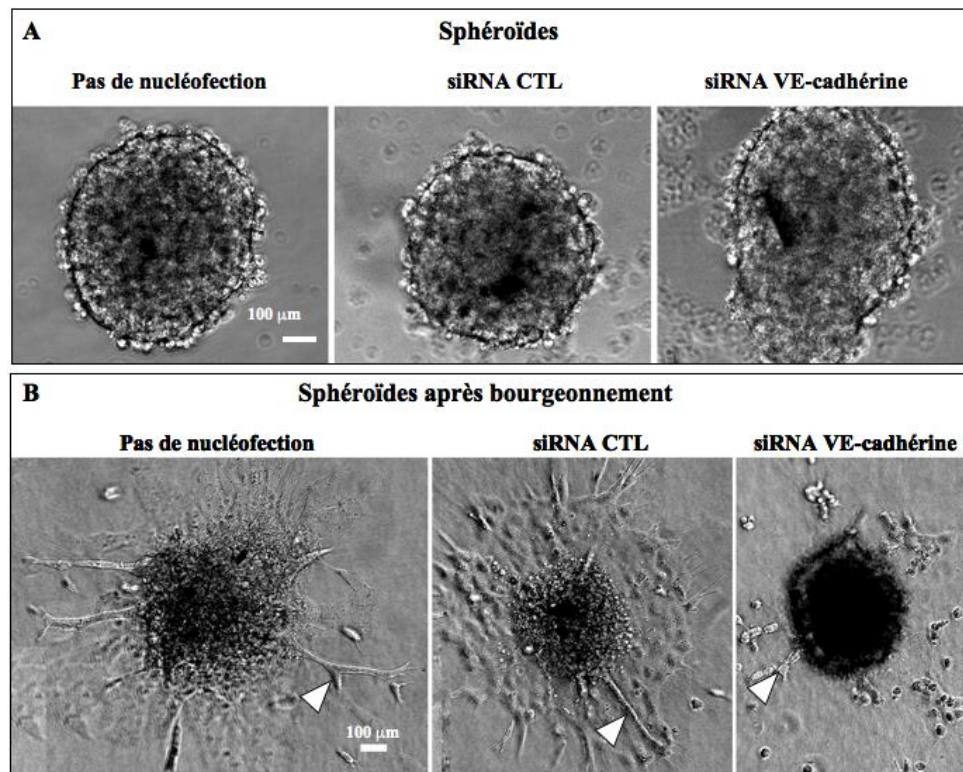 A
Sphéroïdes
Pas de nucléofection
siRNA CTL
siRNA VE-cadhérine
100 µm
B
Sphéroïdes après bourgeonnement
Pas de nucléofection
siRNA CTL
siRNA VE-cadhérine
100 µm